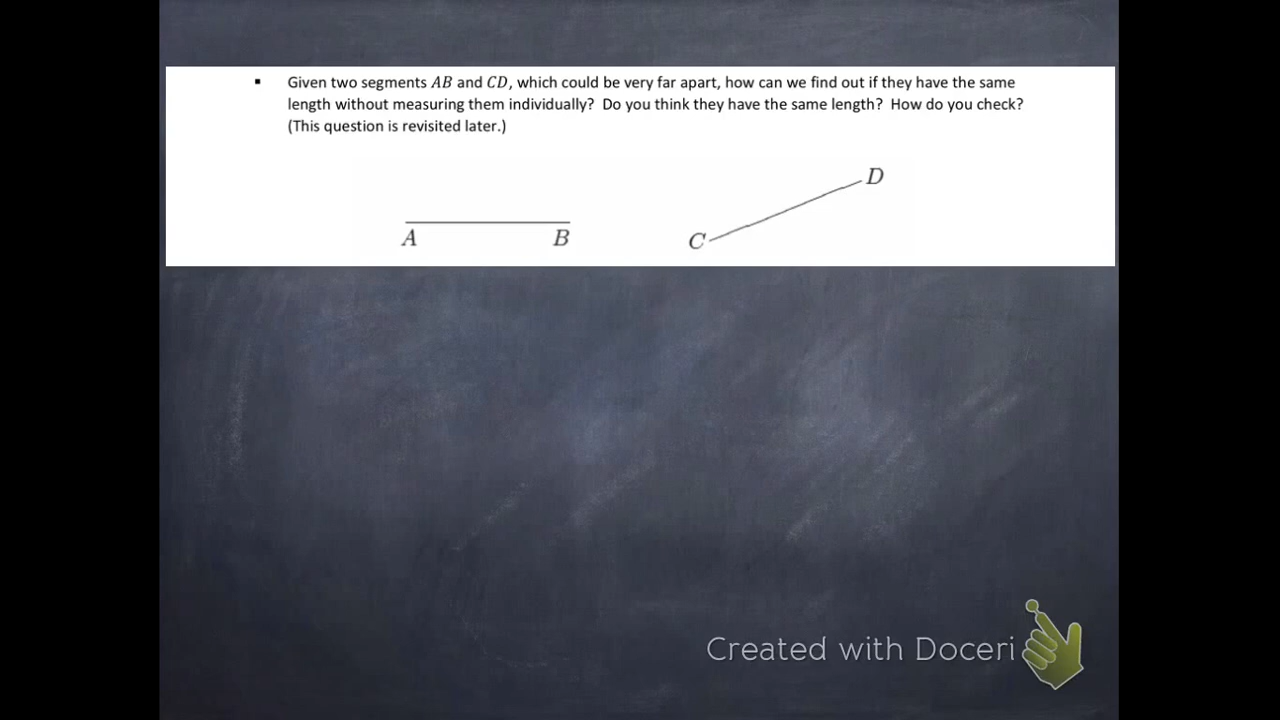 ▪ Given two segments AB and CD, which could be very far apart, how can we find out if they have the same
length without measuring them individually? Do you think they have the same length? How do you check?
(This question is revisited later.)
D
A B C
Created with Doceri